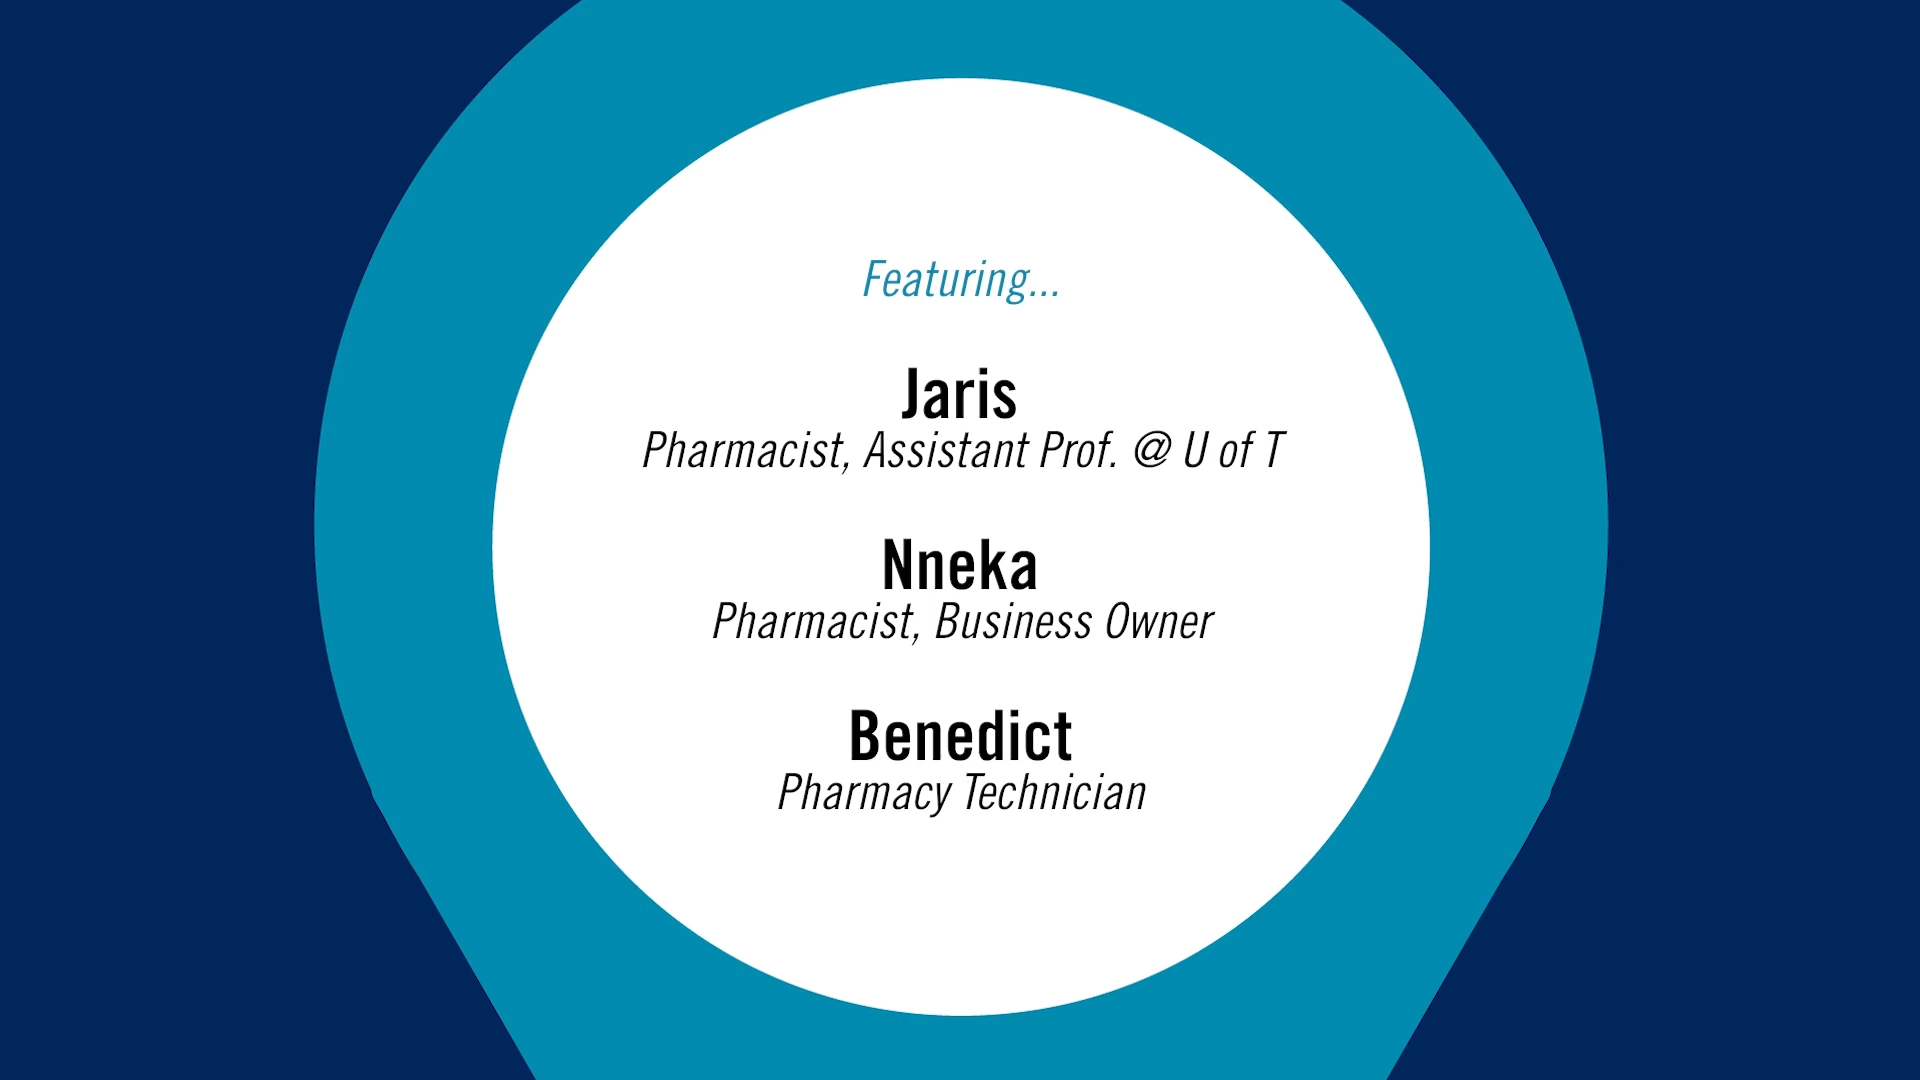 Featuring...
Jaris
Pharmacist, Assistant Prof. @ U of T
Nneka
Pharmacist, Business Owner
Benedict
Pharmacy Technician